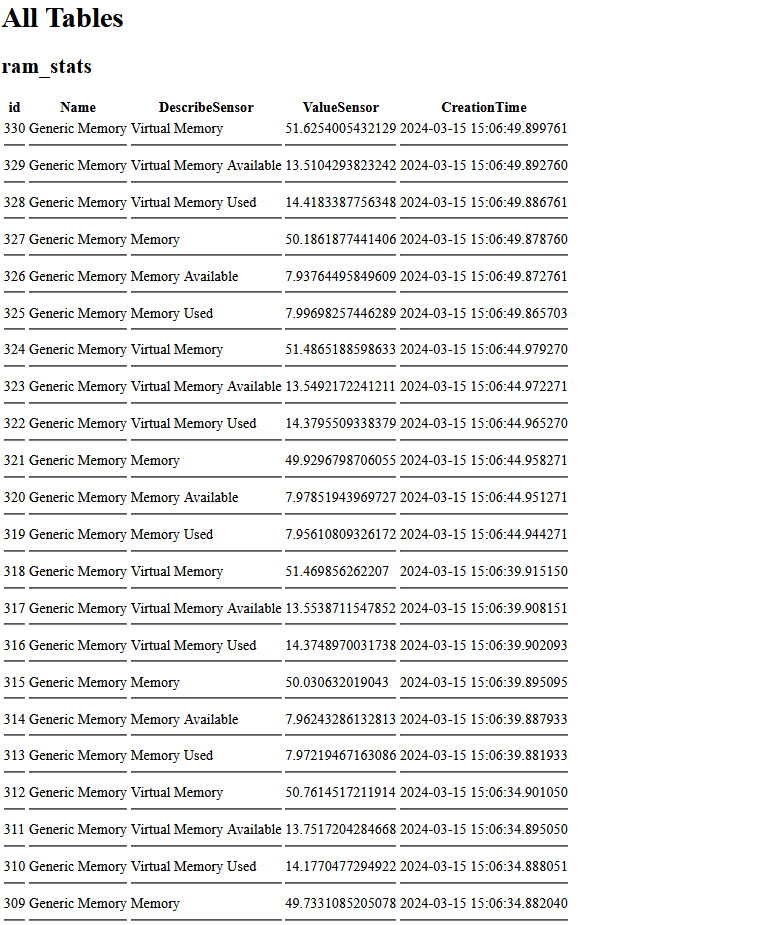 All Tables
ram_stats
id Name DescribeSensor ValueSensor CreationTime
330 Generic Memory Virtual Memory 51.6254005432129 2024-03-15 15:06:49.899761
329 Generic Memory Virtual Memory Available 13.5104293823242 2024-03-15 15:06:49.892760
328 Generic Memory Virtual Memory Used 14.4183387756348 2024-03-15 15:06:49.886761
327 Generic Memory Memory 50.1861877441406 2024-03-15 15:06:49.878760
326 Generic Memory Memory Available 7.93764495849609 2024-03-15 15:06:49.872761
325 Generic Memory Memory Used 7.99698257446289 2024-03-15 15:06:49.865703
324 Generic Memory Virtual Memory 51.4865188598633 2024-03-15 15:06:44.979270
323 Generic Memory Virtual Memory Available 13.5492172241211 2024-03-15 15:06:44.972271
322 Generic Memory Virtual Memory Used 14.3795509338379 2024-03-15 15:06:44.965270
321 Generic Memory Memory 49.9296798706055 2024-03-15 15:06:44.958271
320 Generic Memory Memory Available 7.97851943969727 2024-03-15 15:06:44.951271
319 Generic Memory Memory Used 7.95610809326172 2024-03-15 15:06:44.944271
318 Generic Memory Virtual Memory 51.469856262207 2024-03-15 15:06:39.915150
317 Generic Memory Virtual Memory Available 13.5538711547852 2024-03-15 15:06:39.908151
316 Generic Memory Virtual Memory Used 14.3748970031738 2024-03-15 15:06:39.902093
315 Generic Memory Memory 50.030632019043 2024-03-15 15:06:39.895095
314 Generic Memory Memory Available 7.96243286132813 2024-03-15 15:06:39.887933
313 Generic Memory Memory Used 7.97219467163086 2024-03-15 15:06:39.881933
312 Generic Memory Virtual Memory 50.7614517211914 2024-03-15 15:06:34.901050
311 Generic Memory Virtual Memory Available 13.7517204284668 2024-03-15 15:06:34.895050
310 Generic Memory Virtual Memory Used 14.1770477294922 2024-03-15 15:06:34.888051
309 Generic Memory Memory 49.7331085205078 2024-03-15 15:06:34.882040